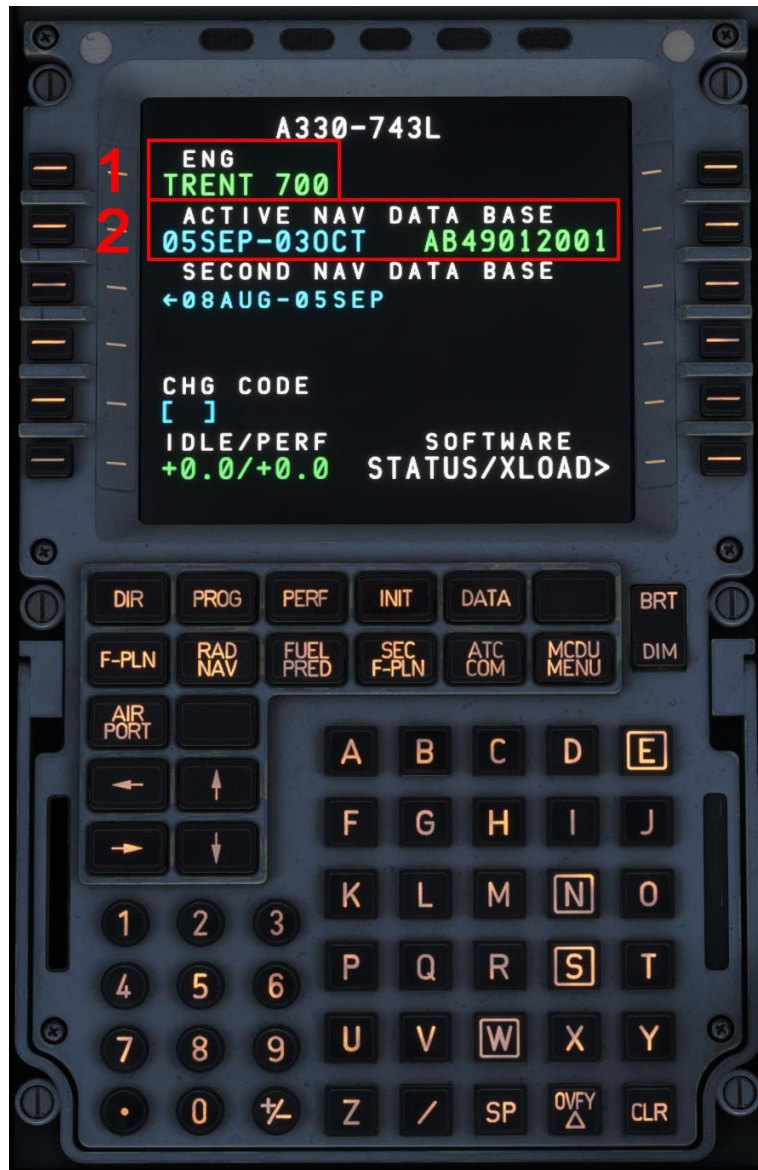 A330-743L
1
ENG
TRENT 700
2
ACTIVE NAV DATA BASE
05SEP-03OCT AB49012001
SECOND NAV DATA BASE
←08AUG-05SEP
CHG CODE
[ ]
IDLE/PERF SOFTWARE
+0.0/+0.0 STATUS/XLOAD>
DIR PROG PERF INIT DATA BRT
F-PLN RAD NAV FUEL PRED SEC F-PLN ATC COM MCDU MENU DIM
AIR PORT
A B C D E
← ↑
F G H I J
→ ↓
K L M N O
1 2 3
P Q R S T
4 5 6
U V W X Y
7 8 9
Z / SP OVFY △ CLR
. 0 +/-